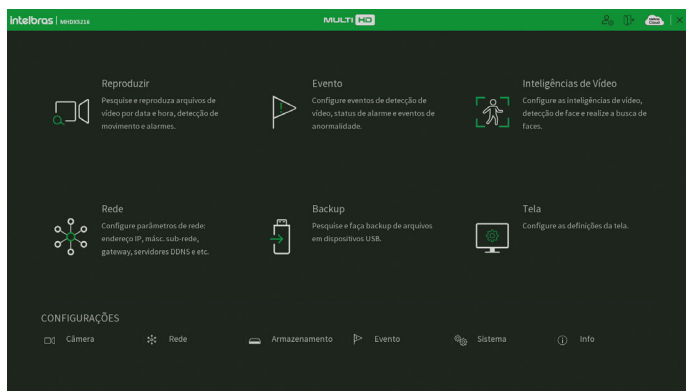 intelbras | MHDX5216
MULTI HD
Reproduzir
Pesquise e reproduza arquivos de
vídeo por data e hora, detecção de
movimento e alarmes.
Evento
Configure eventos de detecção de
vídeo, status de alarme e eventos de
anormalidade.
Inteligências de Vídeo
Configure as inteligências de vídeo,
detecção de face e realize a busca de
faces.
Rede
Configure parâmetros de rede:
endereço IP, másc. sub-rede,
gateway, servidores DDNS e etc.
Backup
Pesquise e faça backup de arquivos
em dispositivos USB.
Tela
Configure as definições da tela.
CONFIGURAÇÕES
Câmera Rede Armazenamento Evento Sistema Info